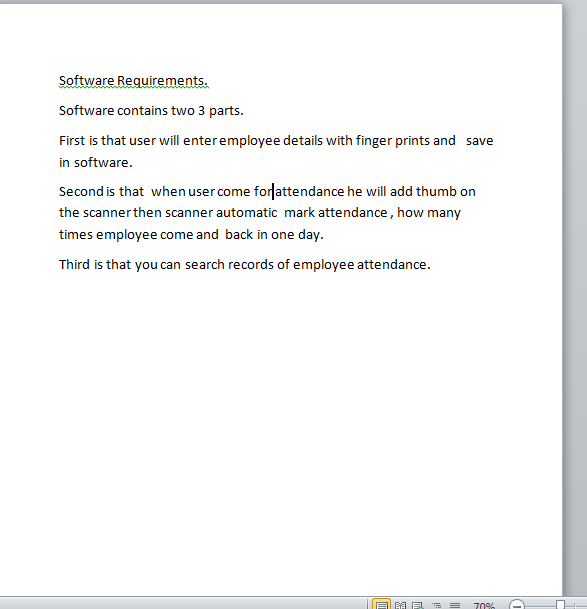 Software Requirements.
Software contains two 3 parts.
First is that user will enter employee details with finger prints and save
in software.
Second is that when user come for attendance he will add thumb on
the scanner then scanner automatic mark attendance , how many
times employee come and back in one day.
Third is that you can search records of employee attendance.
70%